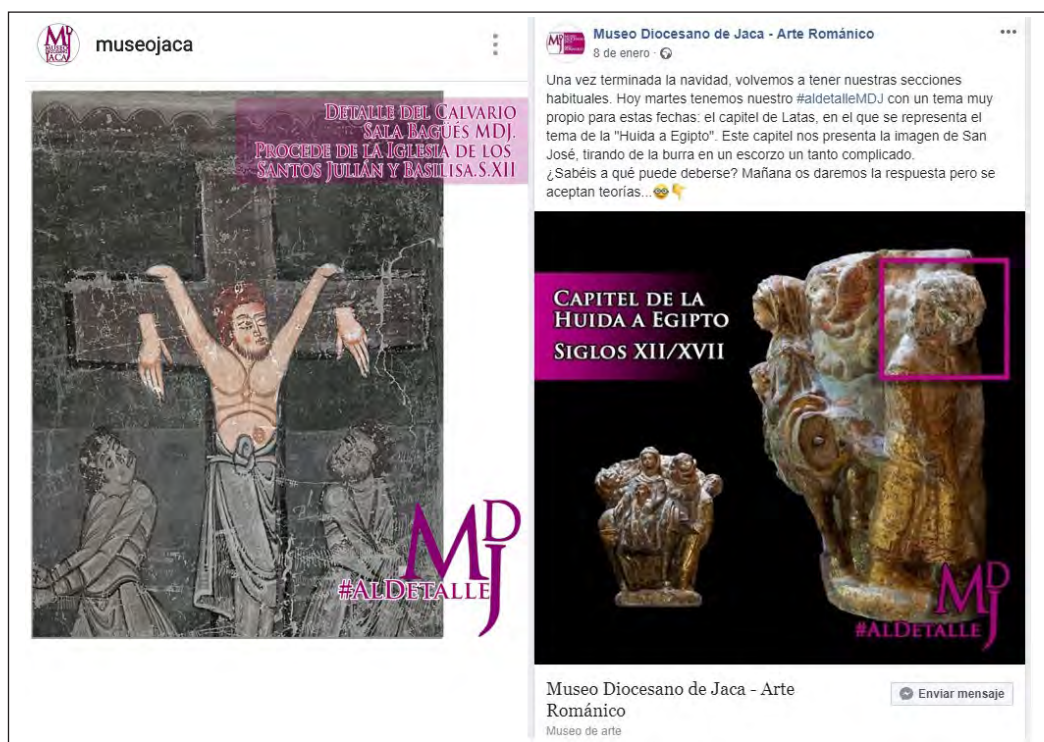 MDJ
JACA
museojaca
DETALLE DEL CALVARIO
SALA BAGÜÉS MDJ.
PROCEDE DE LA IGLESIA DE LOS
SANTOS JULIÁN Y BASILISA.S.XII
MDJ
#ALDETALLE
Museo Diocesano de Jaca - Arte Románico
8 de enero ·
Una vez terminada la navidad, volvemos a tener nuestras secciones
habituales. Hoy martes tenemos nuestro #aldetalleMDJ con un tema muy
propio para estas fechas: el capitel de Latas, en el que se representa el
tema de la "Huida a Egipto". Este capitel nos presenta la imagen de San
José, tirando de la burra en un escorzo un tanto complicado.
¿Sabéis a qué puede deberse? Mañana os daremos la respuesta pero se
aceptan teorías...🤓👇
CAPITEL DE LA
HUIDA A EGIPTO
SIGLOS XII/XVII
MDJ
#ALDETALLE
Museo Diocesano de Jaca - Arte
Románico
Museo de arte
Enviar mensaje